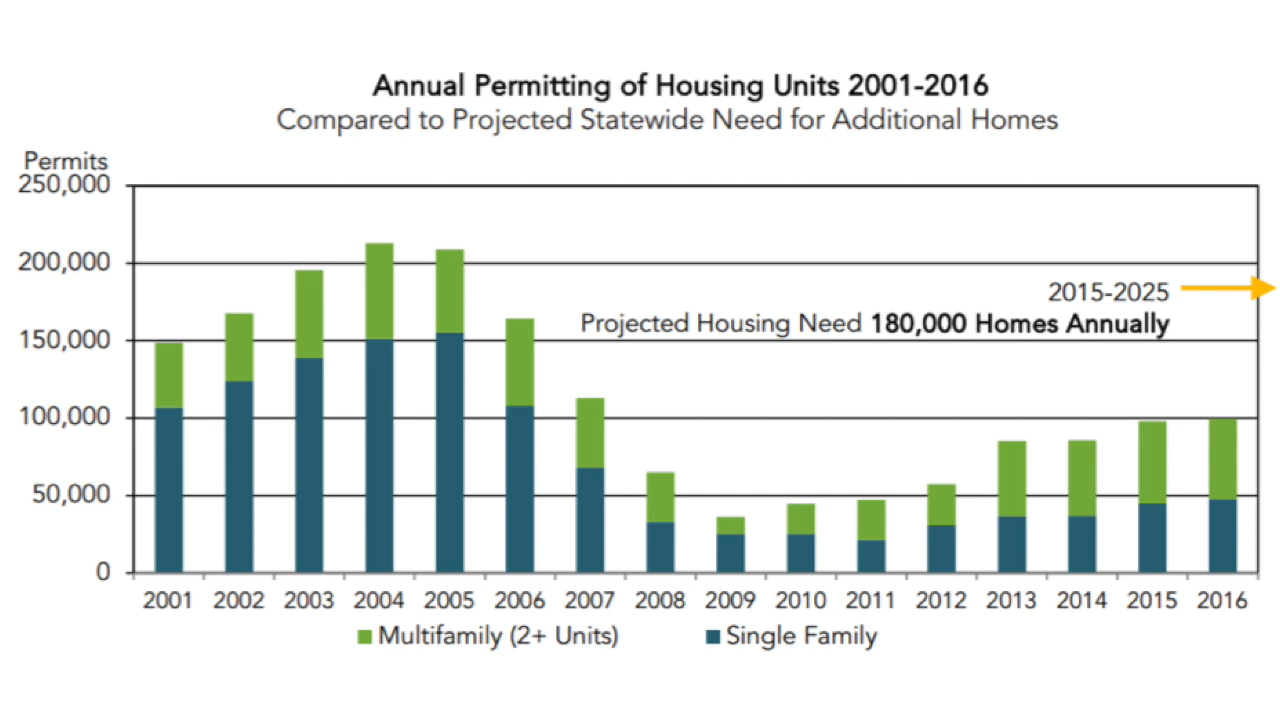 Annual Permitting of Housing Units 2001-2016
Compared to Projected Statewide Need for Additional Homes
Permits
250,000
200,000
2015-2025
Projected Housing Need 180,000 Homes Annually
150,000
100,000
50,000
0
2001 2002 2003 2004 2005 2006 2007 2008 2009 2010 2011 2012 2013 2014 2015 2016
Multifamily (2+ Units) Single Family